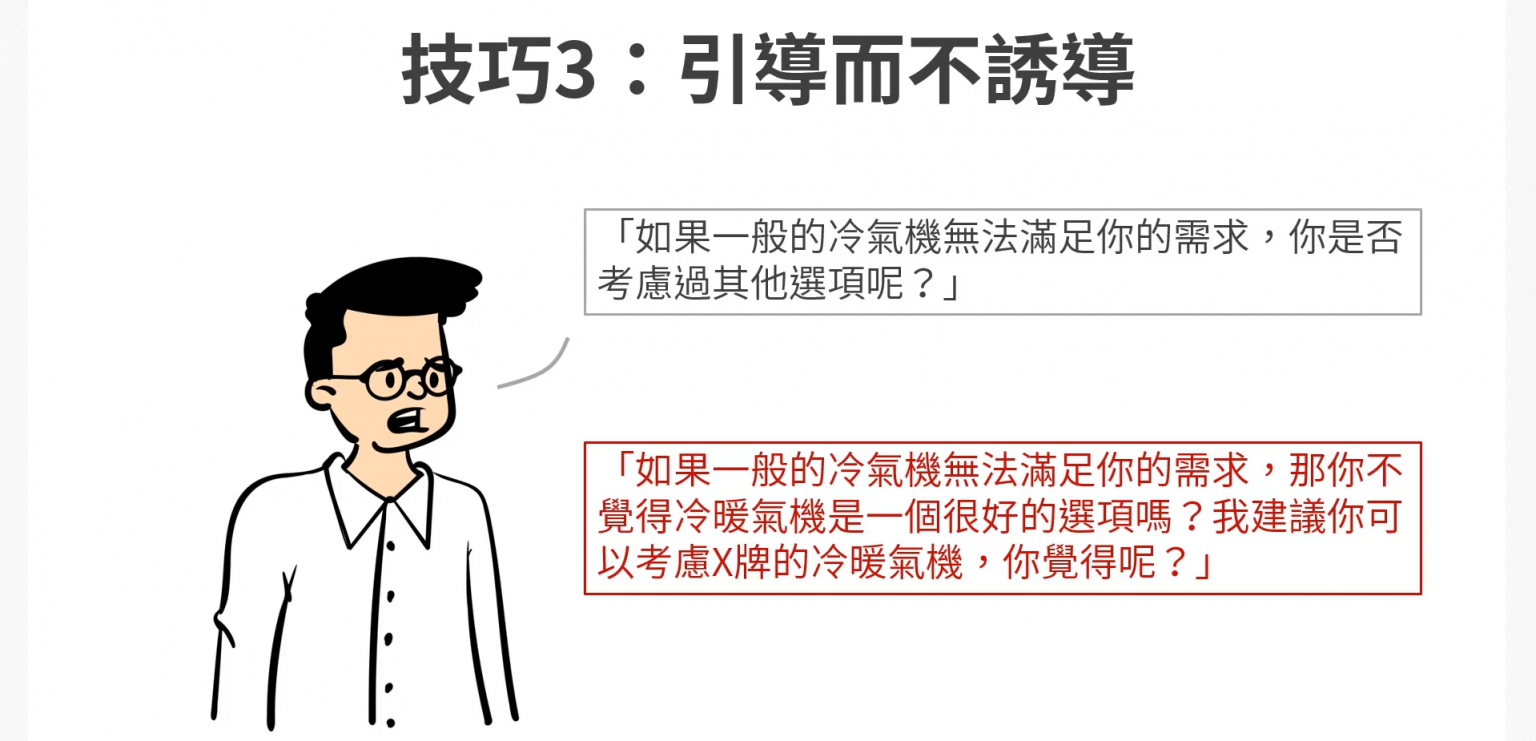 技巧3：引導而不誘導
「如果一般的冷氣機無法滿足你的需求，你是否
考慮過其他選項呢？」
「如果一般的冷氣機無法滿足你的需求，那你不
覺得冷暖氣機是一個很好的選項嗎？我建議你可
以考慮X牌的冷暖氣機，你覺得呢？」